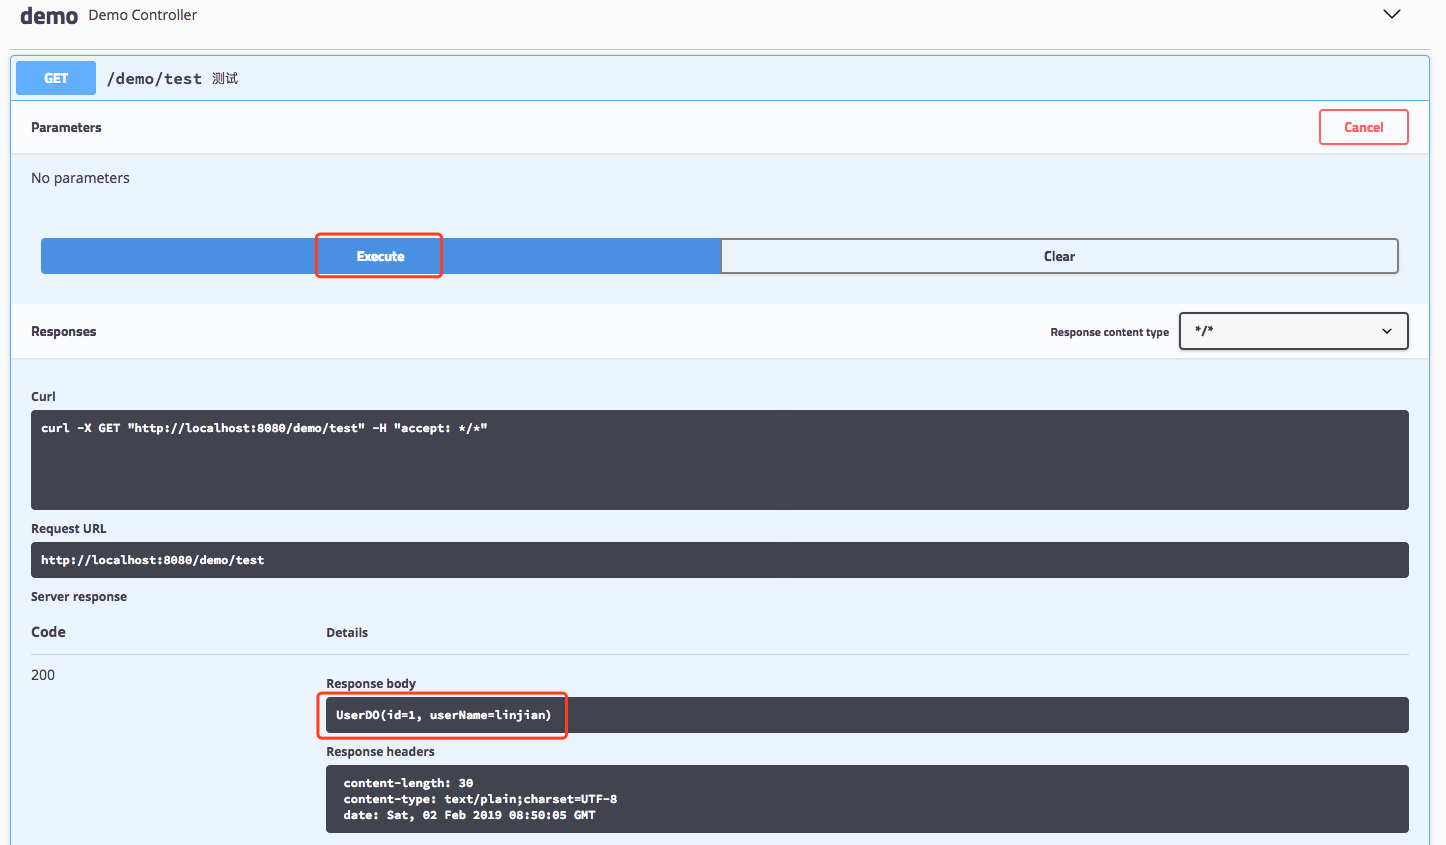 demo Demo Controller
GET /demo/test 测试
Parameters Cancel
No parameters
Execute Clear
Responses Response content type */*
Curl
curl -X GET "http://localhost:8080/demo/test" -H "accept: */*"
Request URL
http://localhost:8080/demo/test
Server response
Code Details
200
Response body
UserDO(id=1, userName=linjian)
Response headers
content-length: 30
content-type: text/plain;charset=UTF-8
date: Sat, 02 Feb 2019 08:50:05 GMT